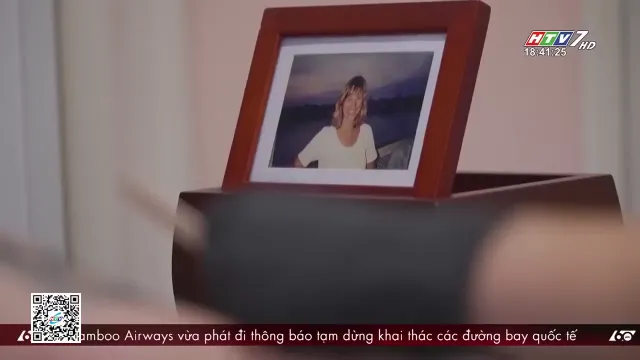 HTV7 HD
18:41:25
amboo Airways vừa phát đi thông báo tạm dừng khai thác các đường bay quốc tế